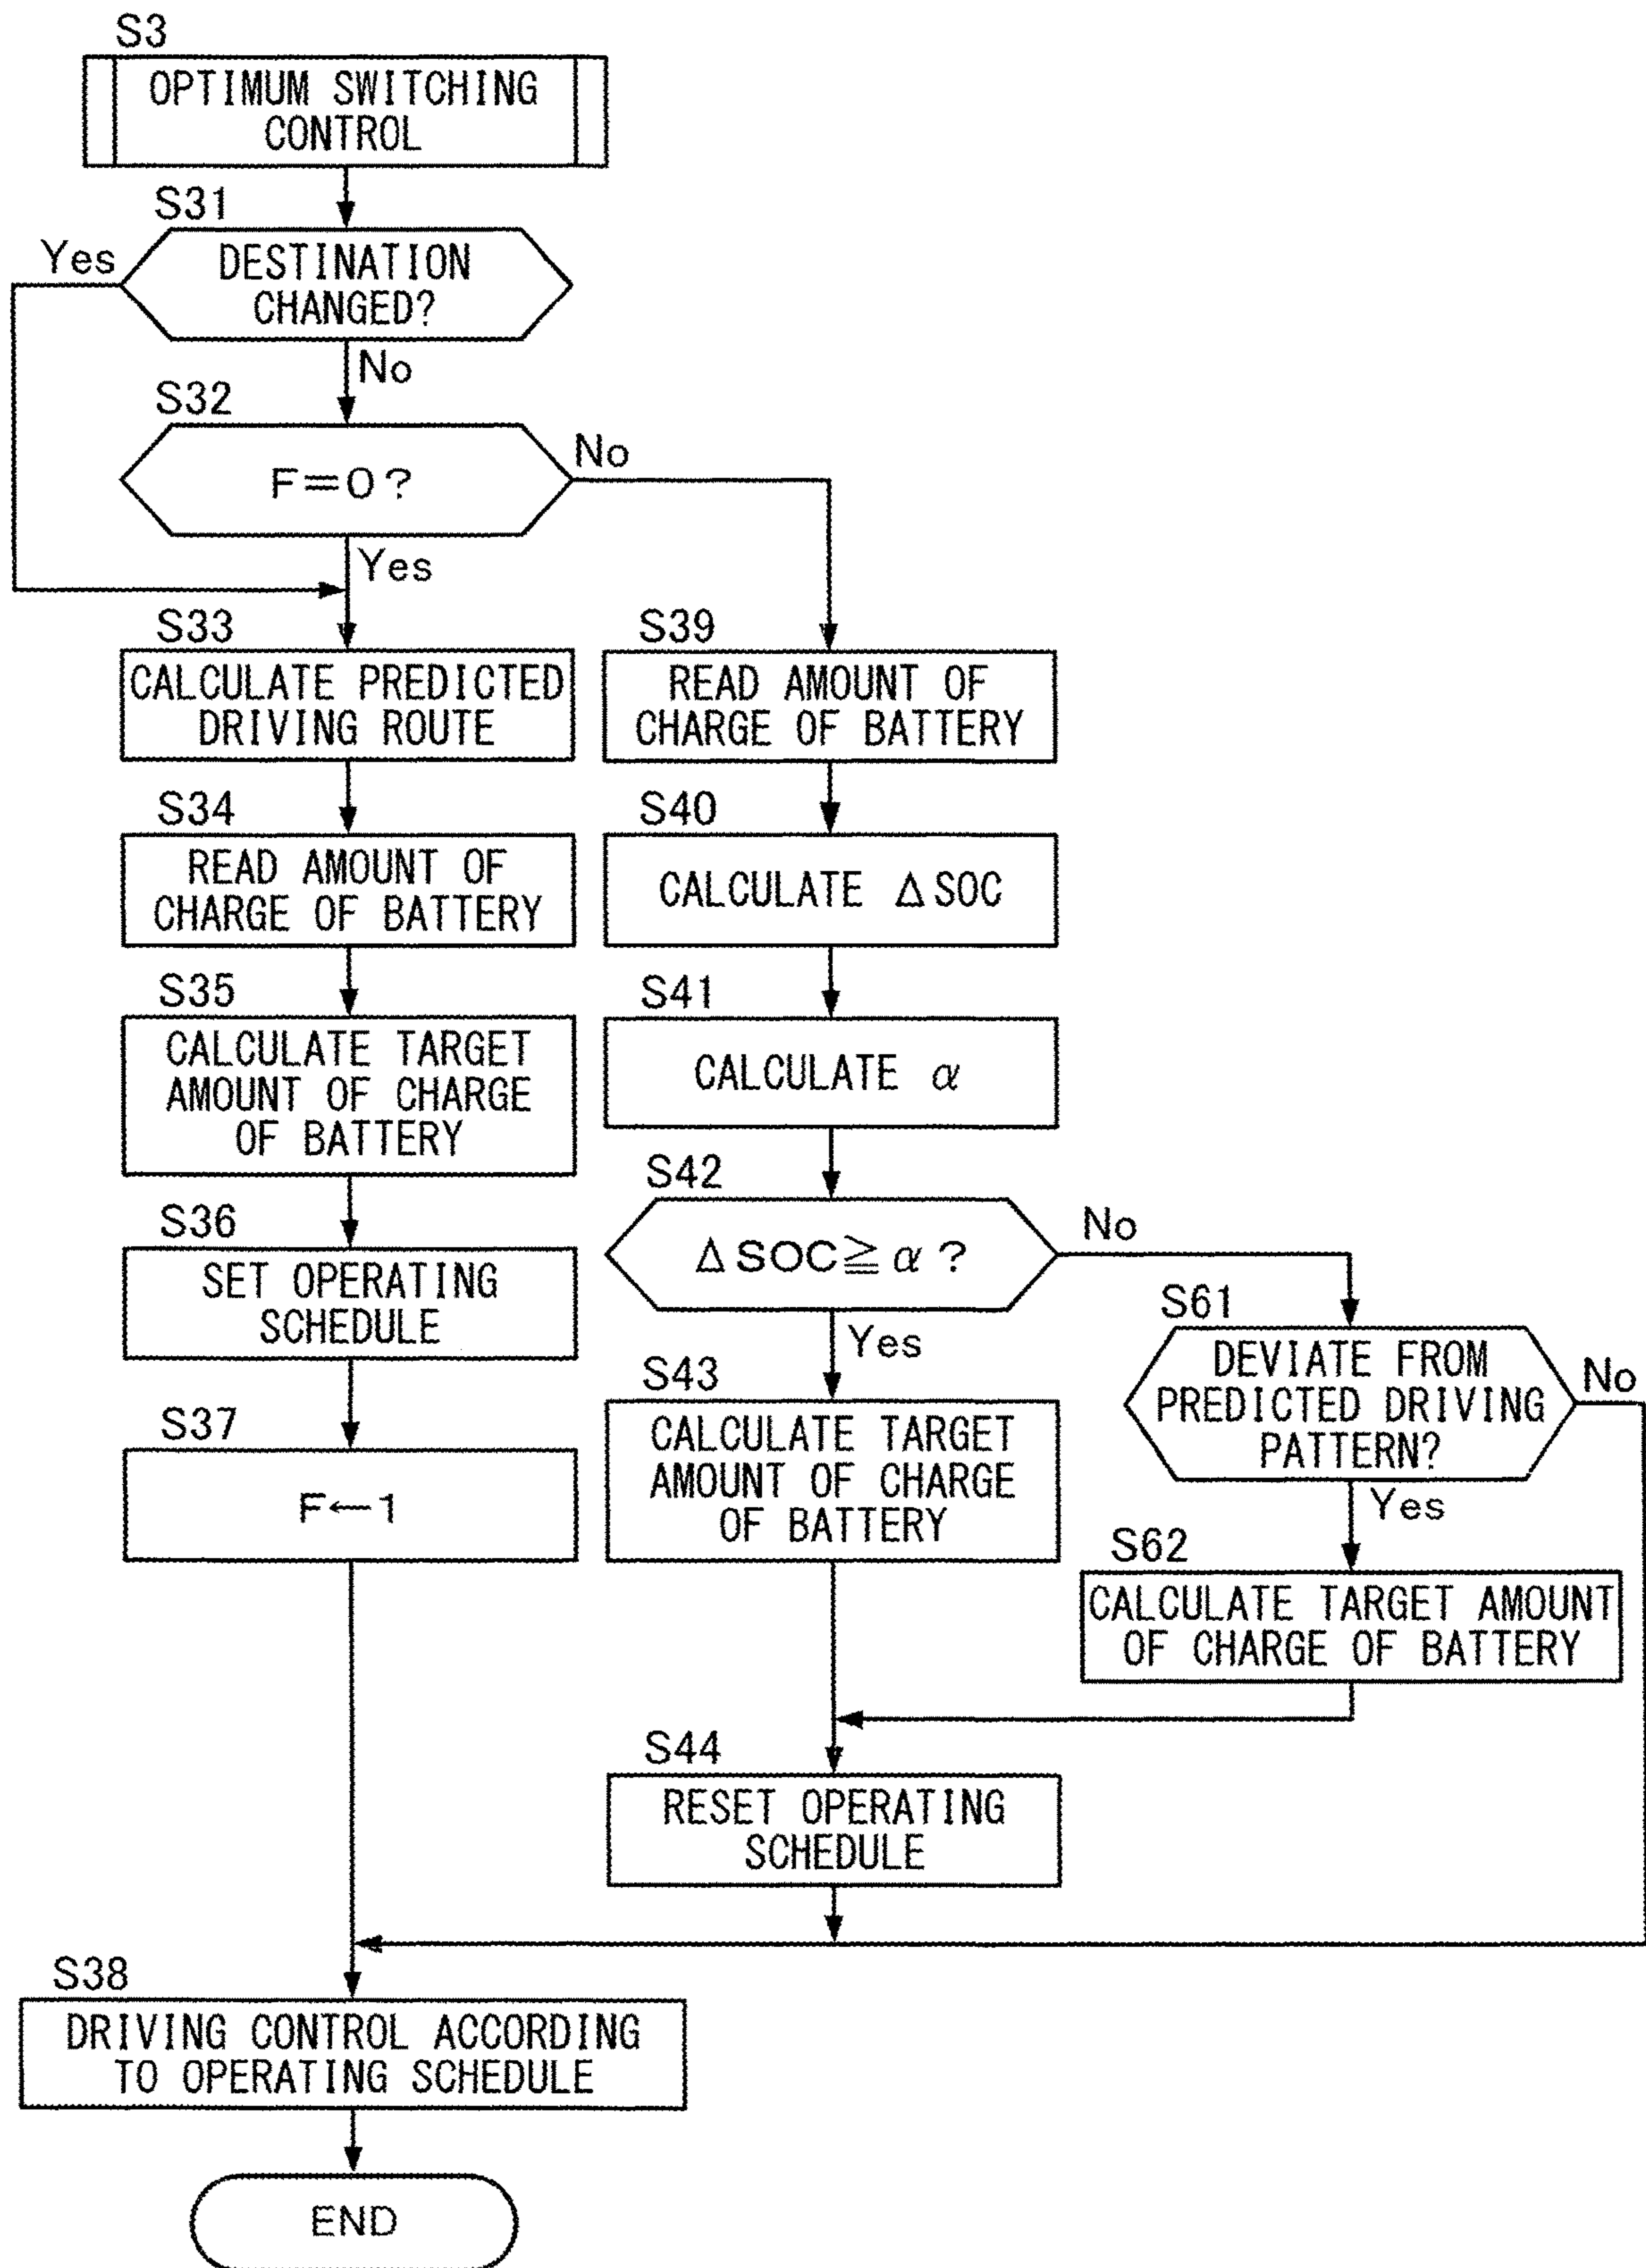 S3
OPTIMUM SWITCHING
CONTROL
S31
Yes
DESTINATION
CHANGED?
No
S32
F=0?
No
Yes
S33
CALCULATE PREDICTED
DRIVING ROUTE
S39
READ AMOUNT OF
CHARGE OF BATTERY
S34
READ AMOUNT OF
CHARGE OF BATTERY
S40
CALCULATE ΔSOC
S35
CALCULATE TARGET
AMOUNT OF CHARGE
OF BATTERY
S41
CALCULATE α
S36
SET OPERATING
SCHEDULE
S42
ΔSOC≧α?
No
Yes
S37
F←1
S43
CALCULATE TARGET
AMOUNT OF CHARGE
OF BATTERY
S61
DEVIATE FROM
PREDICTED DRIVING
PATTERN?
No
Yes
S62
CALCULATE TARGET AMOUNT
OF CHARGE OF BATTERY
S44
RESET OPERATING
SCHEDULE
S38
DRIVING CONTROL ACCORDING
TO OPERATING SCHEDULE
END